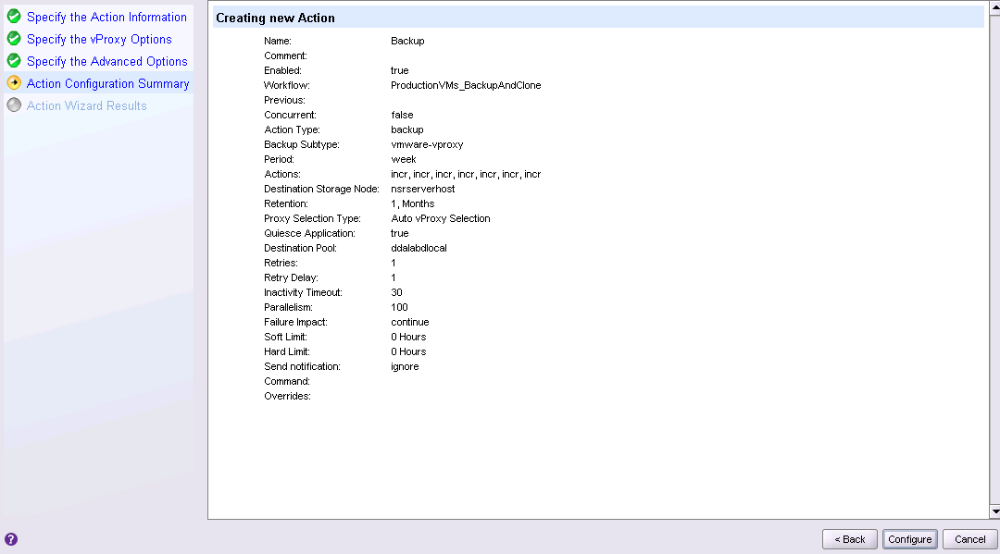 Specify the Action Information
Specify the vProxy Options
Specify the Advanced Options
Action Configuration Summary
Action Wizard Results
Creating new Action
Name: Backup
Comment:
Enabled: true
Workflow: ProductionVMs_BackupAndClone
Previous:
Concurrent: false
Action Type: backup
Backup Subtype: vmware-vproxy
Period: week
Actions: incr, incr, incr, incr, incr, incr, incr
Destination Storage Node: nsrserverhost
Retention: 1, Months
Proxy Selection Type: Auto vProxy Selection
Quiesce Application: true
Destination Pool: ddalabdlocal
Retries: 1
Retry Delay: 1
Inactivity Timeout: 30
Parallelism: 100
Failure Impact: continue
Soft Limit: 0 Hours
Hard Limit: 0 Hours
Send notification: ignore
Command:
Overrides:
? < Back Configure Cancel